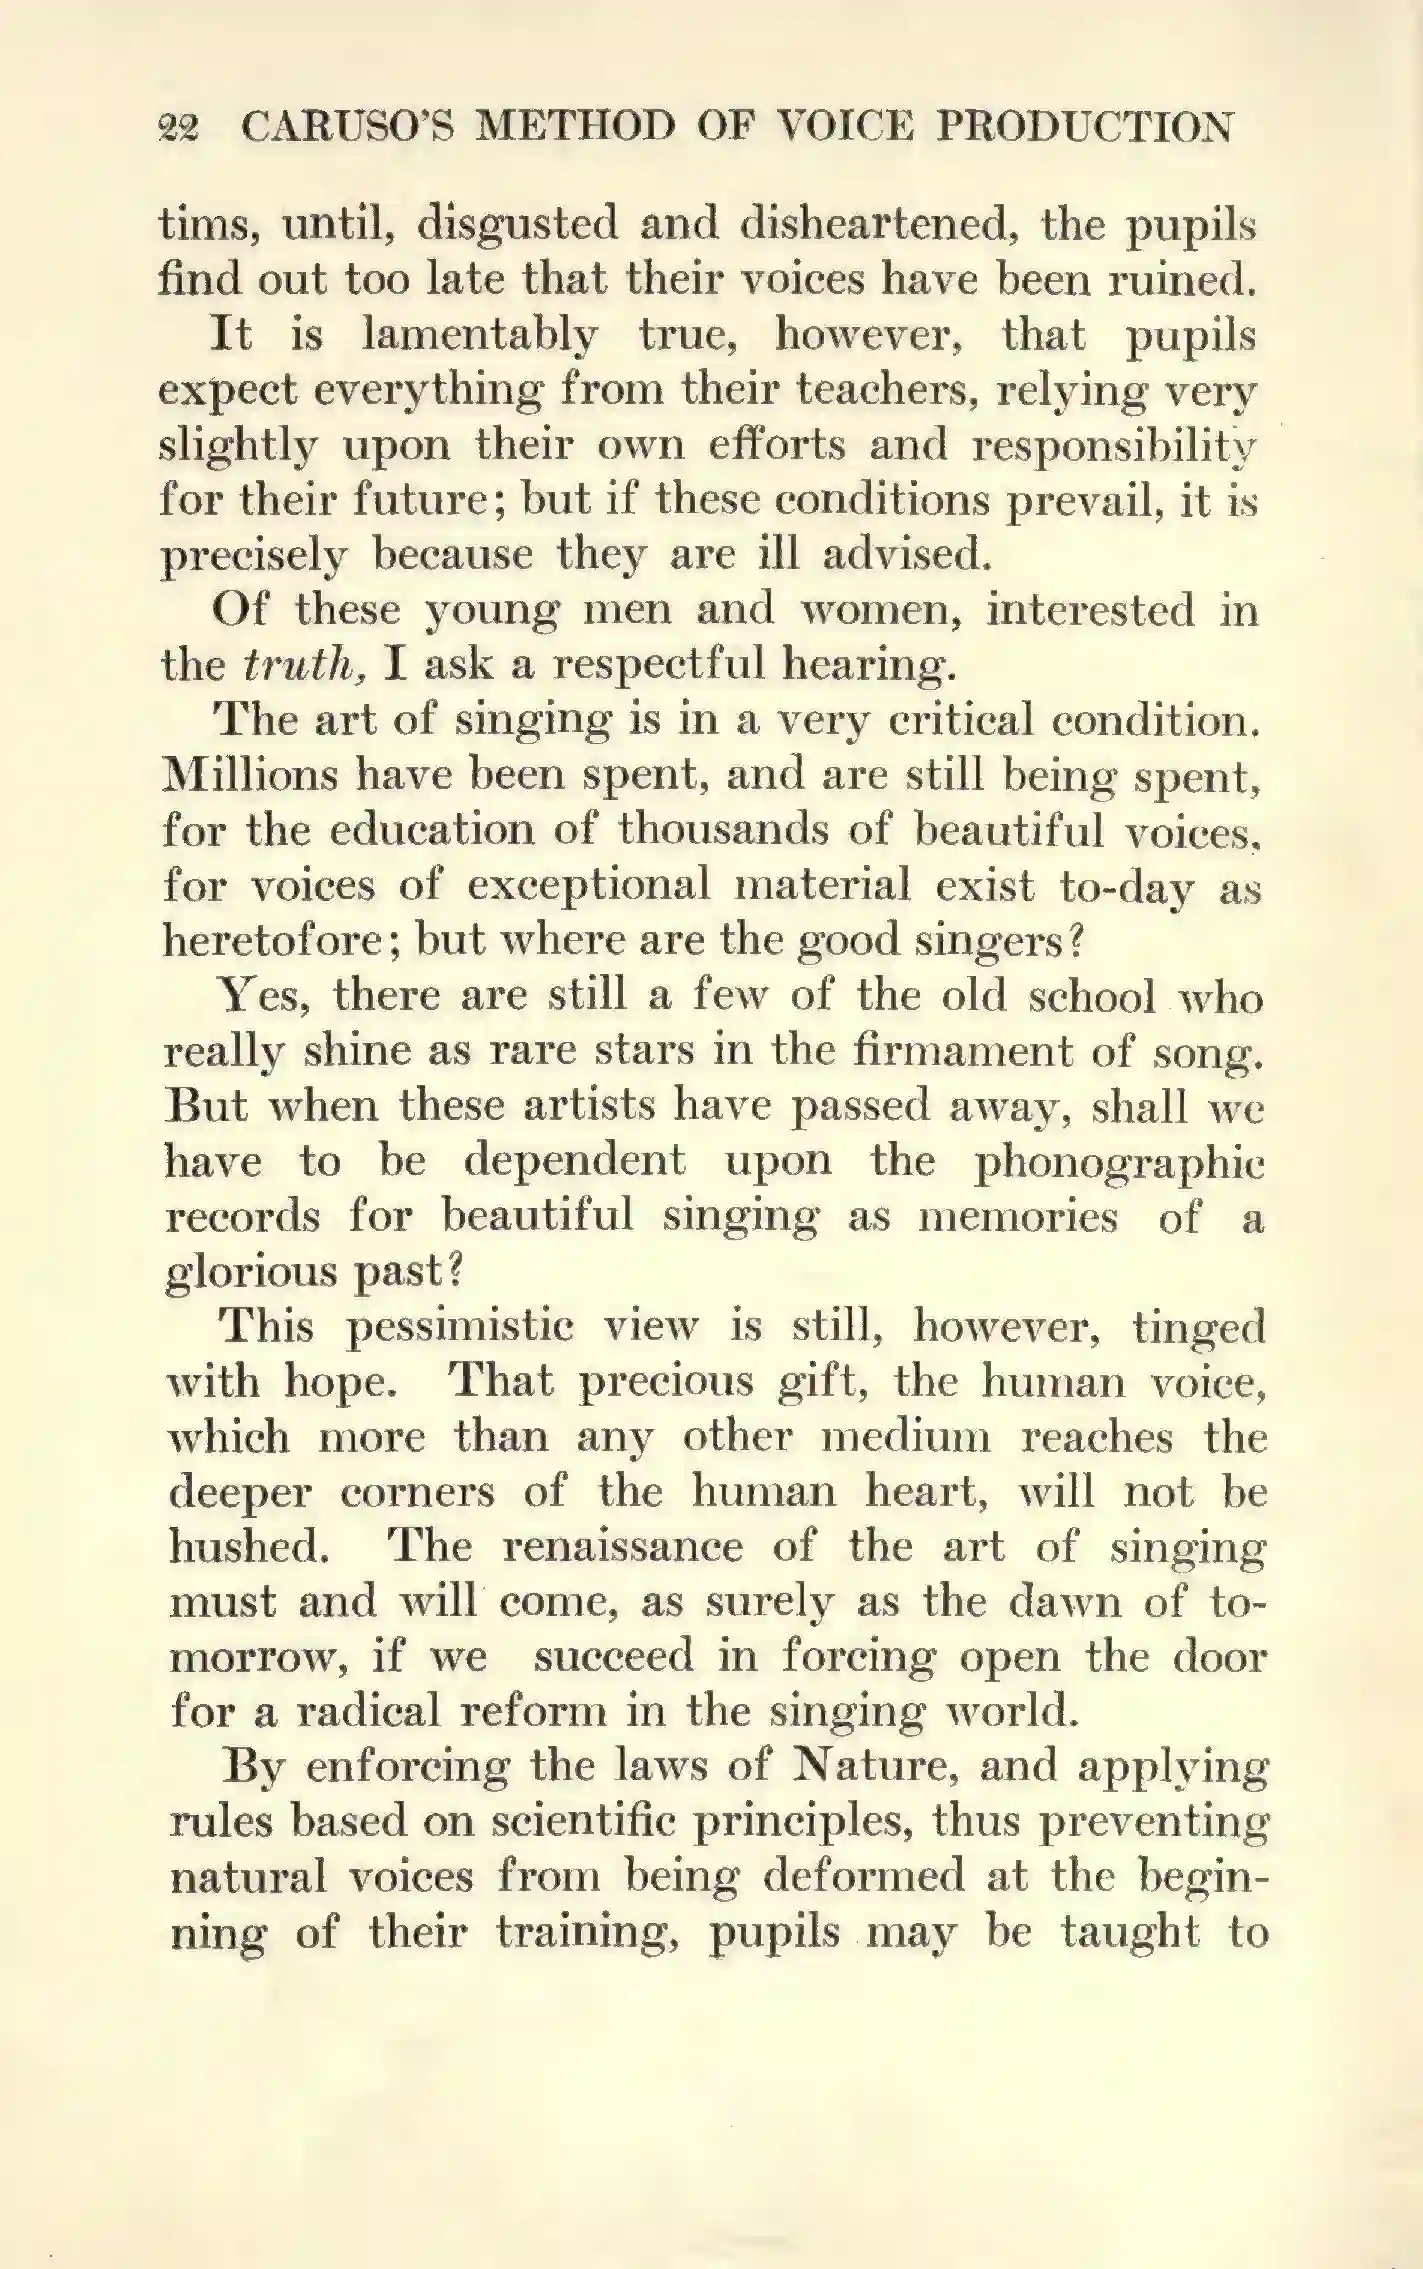 22 CARUSO'S METHOD OF VOICE PRODUCTION
tims, until, disgusted and disheartened, the pupils
find out too late that their voices have been ruined.
It is lamentably true, however, that pupils
expect everything from their teachers, relying very
slightly upon their own efforts and responsibility
for their future; but if these conditions prevail, it is
precisely because they are ill advised.
Of these young men and women, interested in
the truth, I ask a respectful hearing.
The art of singing is in a very critical condition.
Millions have been spent, and are still being spent,
for the education of thousands of beautiful voices,
for voices of exceptional material exist to-day as
heretofore; but where are the good singers?
Yes, there are still a few of the old school who
really shine as rare stars in the firmament of song.
But when these artists have passed away, shall we
have to be dependent upon the phonographic
records for beautiful singing as memories of a
glorious past?
This pessimistic view is still, however, tinged
with hope. That precious gift, the human voice,
which more than any other medium reaches the
deeper corners of the human heart, will not be
hushed. The renaissance of the art of singing
must and will come, as surely as the dawn of to-
morrow, if we succeed in forcing open the door
for a radical reform in the singing world.
By enforcing the laws of Nature, and applying
rules based on scientific principles, thus preventing
natural voices from being deformed at the begin-
ning of their training, pupils may be taught to